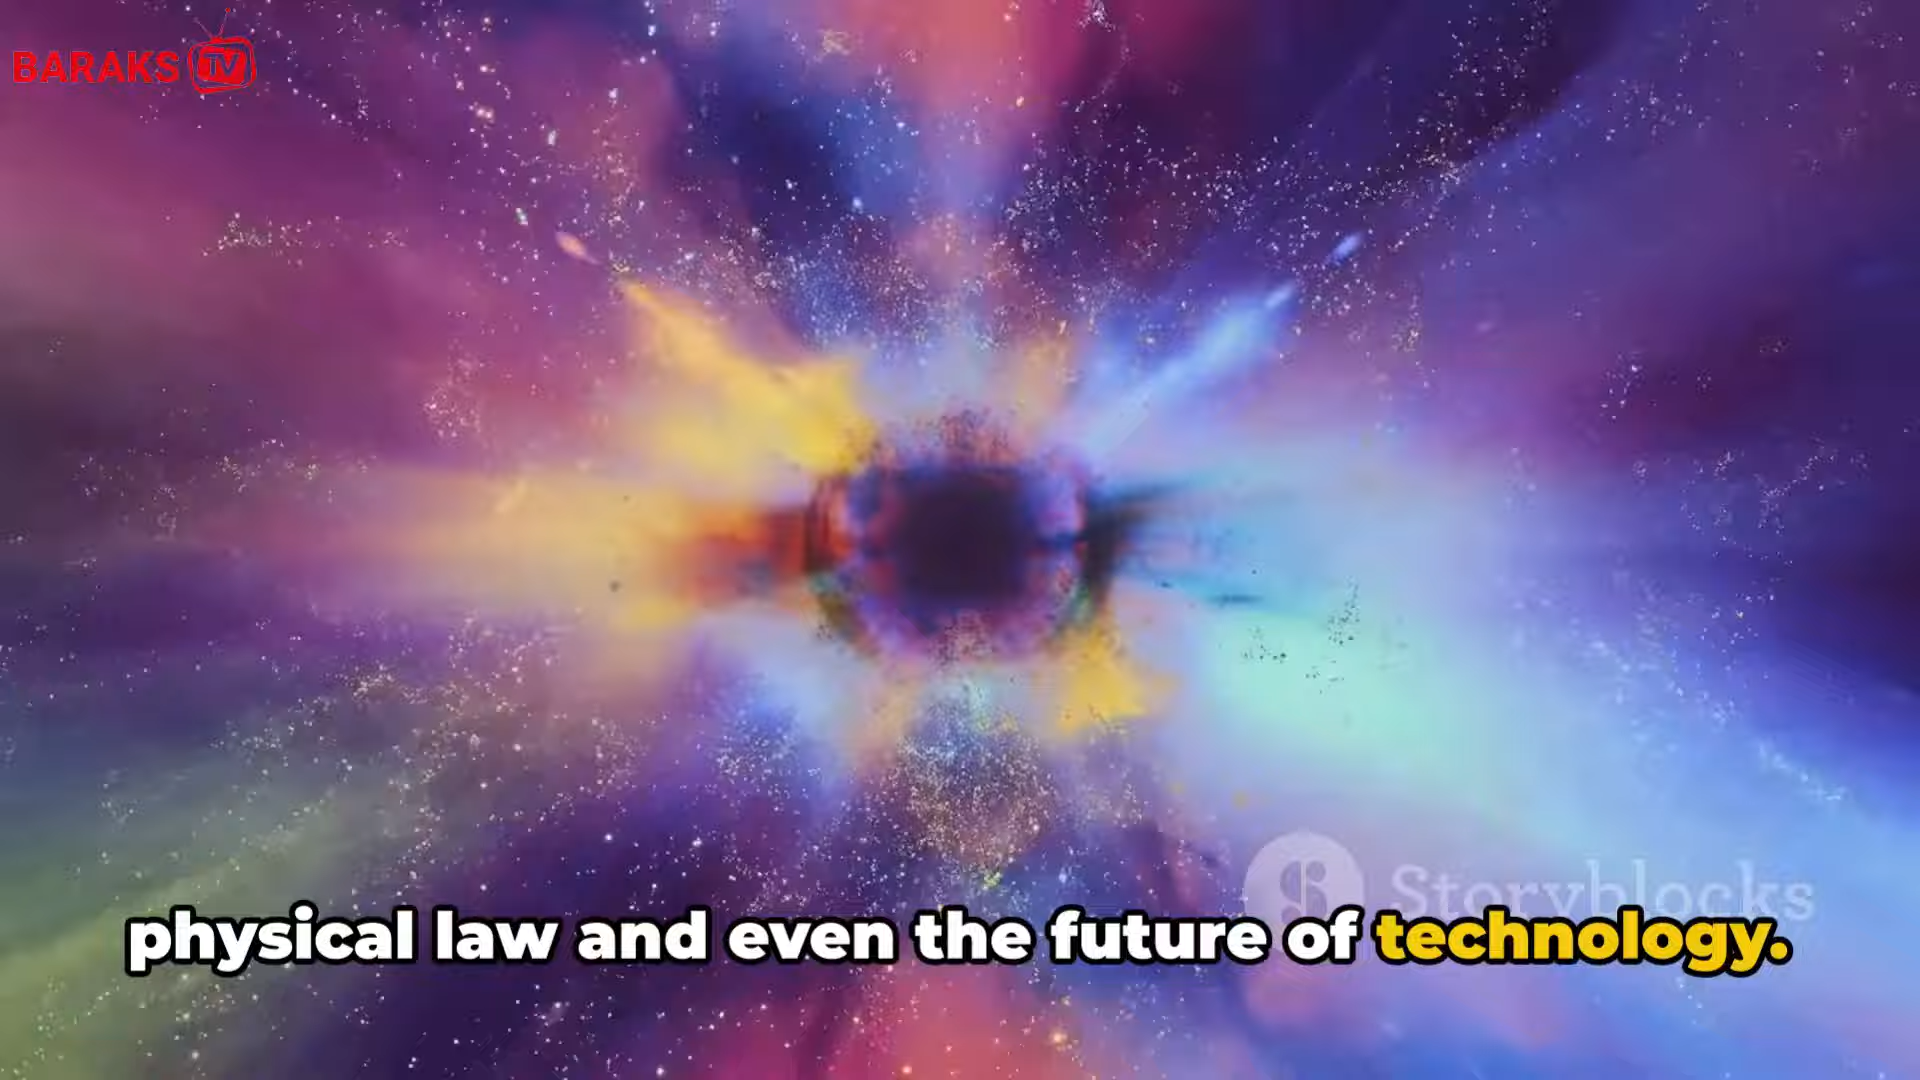 BARAKS TV
Storyblocks
physical law and even the future of technology.